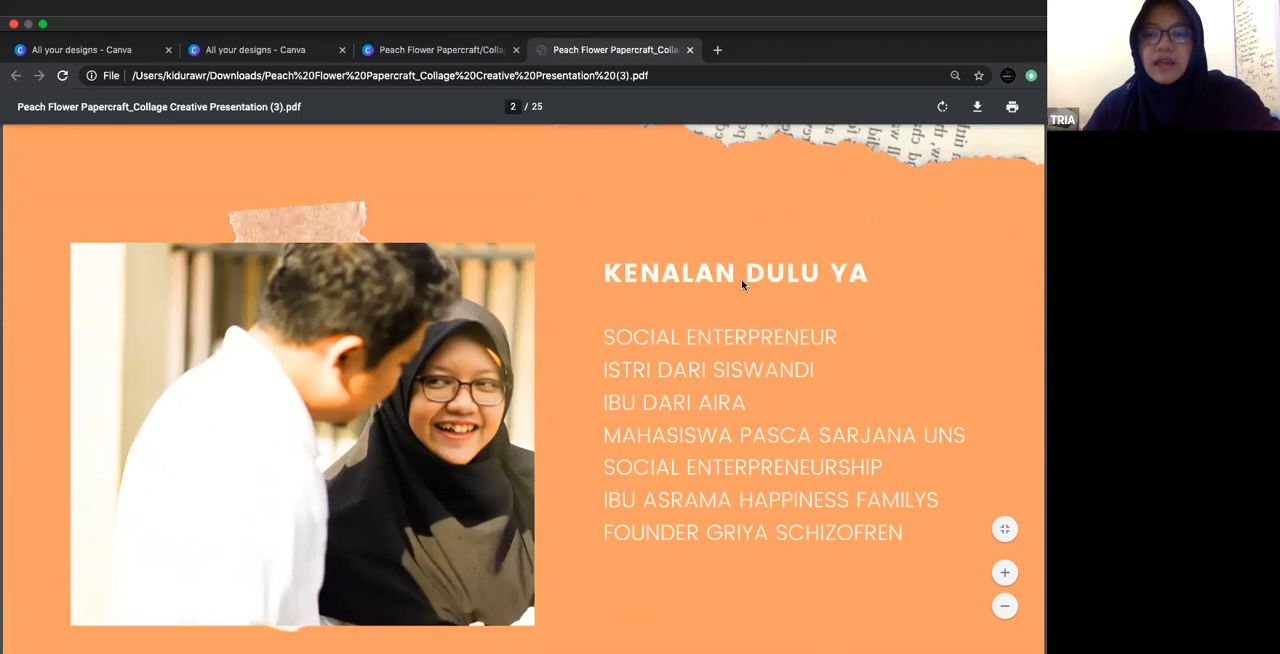 All your designs - Canva
All your designs - Canva
Peach Flower Papercraft/Colla
Peach Flower Papercraft_Colla
File
/Users/kidurawr/Downloads/Peach%20Flower%20Papercraft_Collage%20Creative%20Presentation%20(3).pdf
Peach Flower Papercraft_Collage Creative Presentation (3).pdf
2 / 25
TRIA
KENALAN DULU YA
SOCIAL ENTERPRENEUR
ISTRI DARI SISWANDI
IBU DARI AIRA
MAHASISWA PASCA SARJANA UNS
SOCIAL ENTERPRENEURSHIP
IBU ASRAMA HAPPINESS FAMILYS
FOUNDER GRIYA SCHIZOFREN